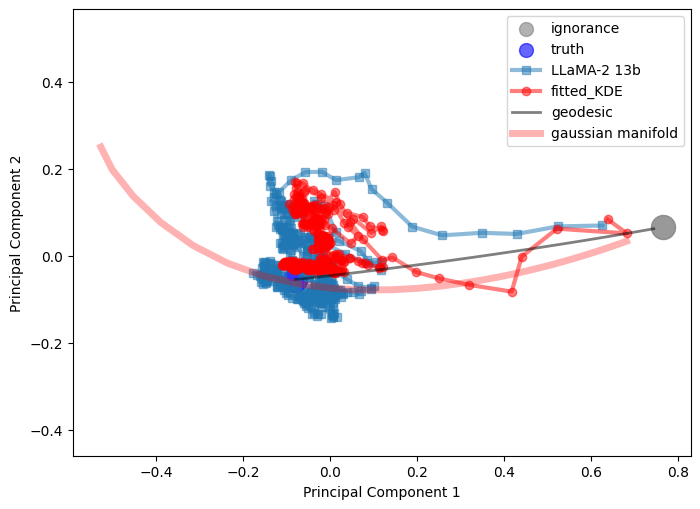 ignorance
truth
LLaMA-2 13b
fitted_KDE
geodesic
gaussian manifold
0.4
0.2
0.0
−0.2
−0.4
Principal Component 2
−0.4 −0.2 0.0 0.2 0.4 0.6 0.8
Principal Component 1